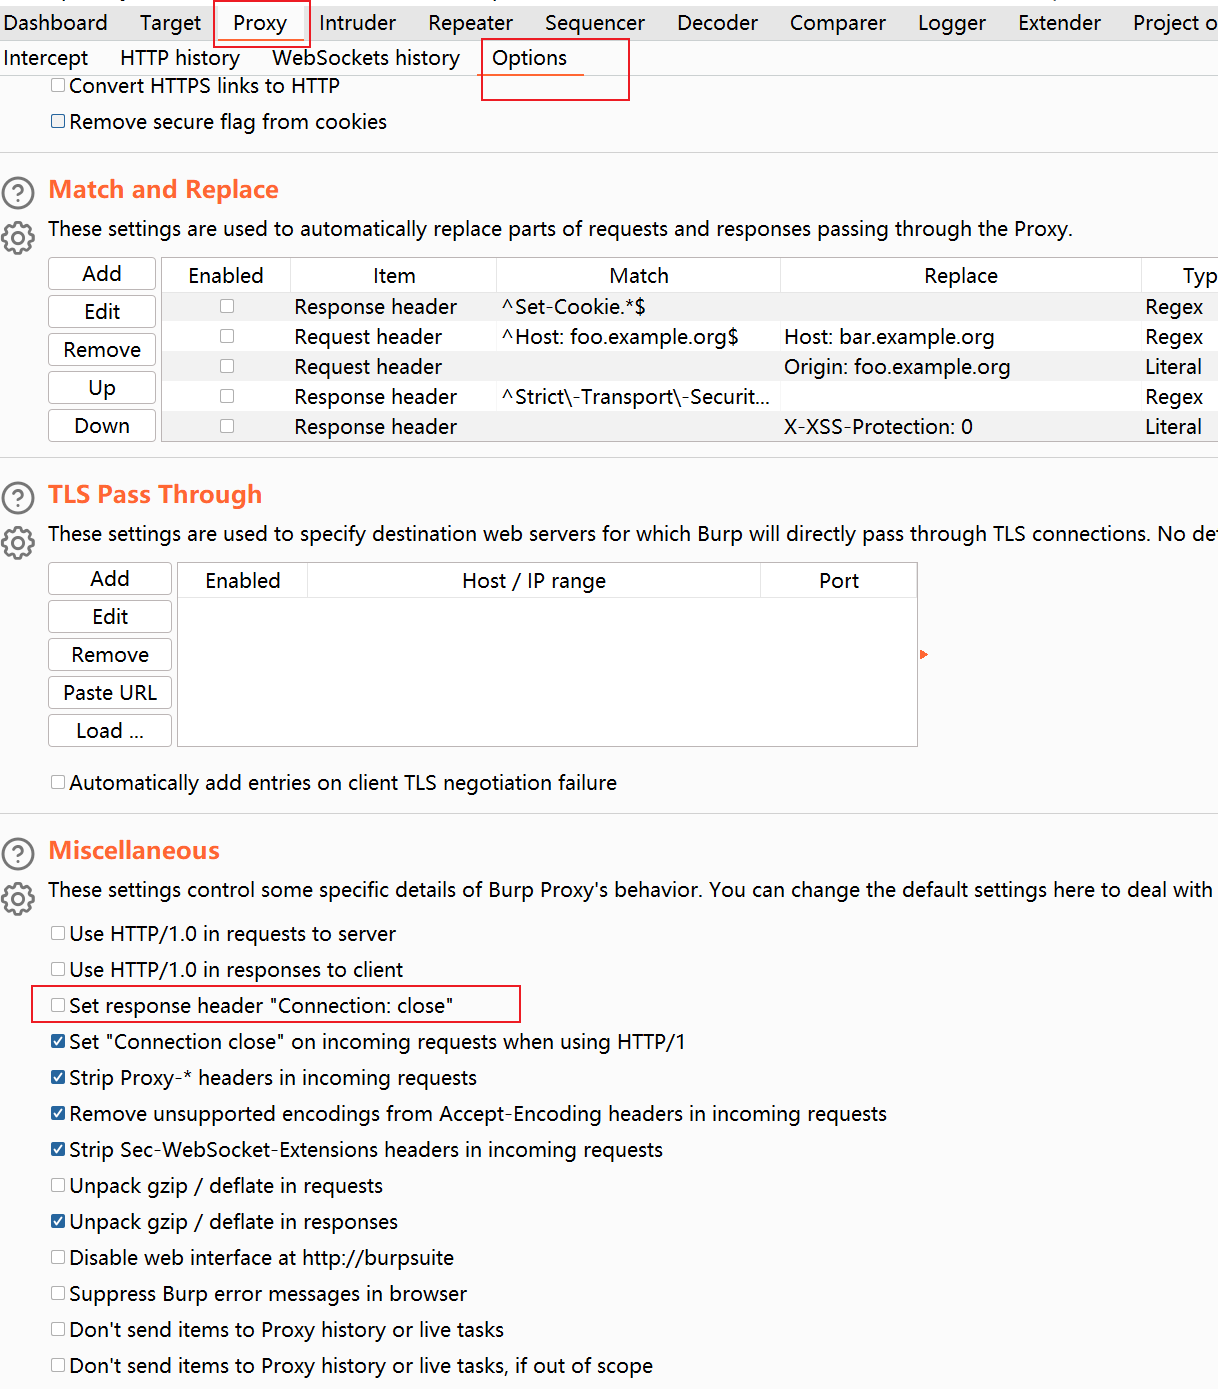 Dashboard Target Proxy Intruder Repeater Sequencer Decoder Comparer Logger Extender Project o
Intercept HTTP history WebSockets history Options
Convert HTTPS links to HTTP
Remove secure flag from cookies
Match and Replace
These settings are used to automatically replace parts of requests and responses passing through the Proxy.
Add Enabled Item Match Replace Typ
Response header ^Set-Cookie.*$ Regex
Edit
Request header ^Host: foo.example.org$ Host: bar.example.org Regex
Remove
Request header Origin: foo.example.org Literal
Up
Response header ^Strict\-Transport\-Securit... Regex
Down Response header X-XSS-Protection: 0 Literal
TLS Pass Through
These settings are used to specify destination web servers for which Burp will directly pass through TLS connections. No de
Add Enabled Host / IP range Port
Edit
Remove
Paste URL
Load ...
Automatically add entries on client TLS negotiation failure
Miscellaneous
These settings control some specific details of Burp Proxy's behavior. You can change the default settings here to deal with
Use HTTP/1.0 in requests to server
Use HTTP/1.0 in responses to client
Set response header "Connection: close"
Set "Connection close" on incoming requests when using HTTP/1
Strip Proxy-* headers in incoming requests
Remove unsupported encodings from Accept-Encoding headers in incoming requests
Strip Sec-WebSocket-Extensions headers in incoming requests
Unpack gzip / deflate in requests
Unpack gzip / deflate in responses
Disable web interface at http://burpsuite
Suppress Burp error messages in browser
Don't send items to Proxy history or live tasks
Don't send items to Proxy history or live tasks, if out of scope